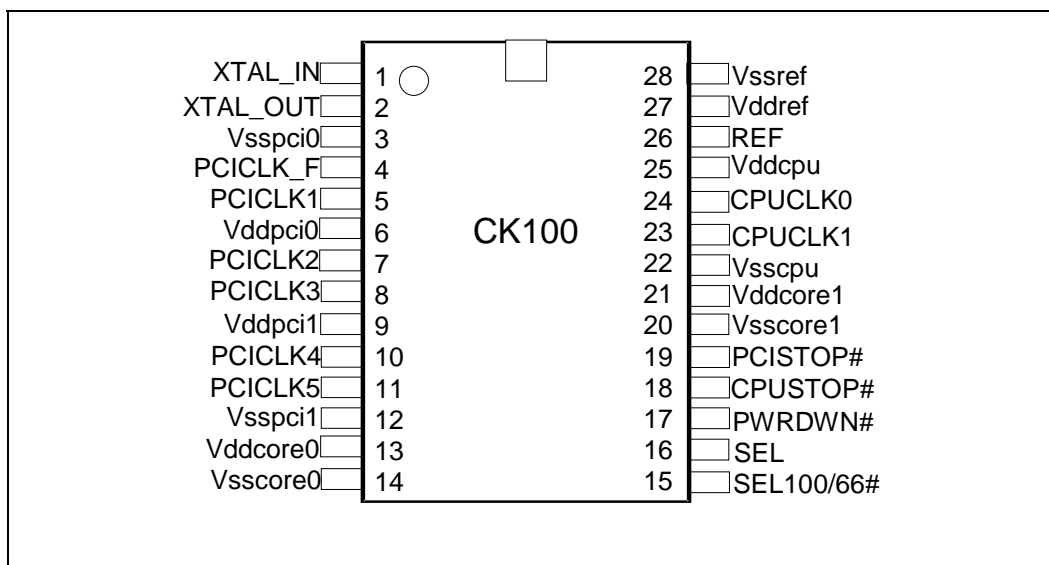 XTAL_IN 1 28 Vssref
XTAL_OUT 2 27 Vddref
Vsspci0 3 26 REF
PCICLK_F 4 25 Vddcpu
PCICLK1 5 24 CPUCLK0
Vddpci0 6 CK100 23 CPUCLK1
PCICLK2 7 22 Vsscpu
PCICLK3 8 21 Vddcore1
Vddpci1 9 20 Vsscore1
PCICLK4 10 19 PCISTOP#
PCICLK5 11 18 CPUSTOP#
Vsspci1 12 17 PWRDWN#
Vddcore0 13 16 SEL
Vsscore0 14 15 SEL100/66#